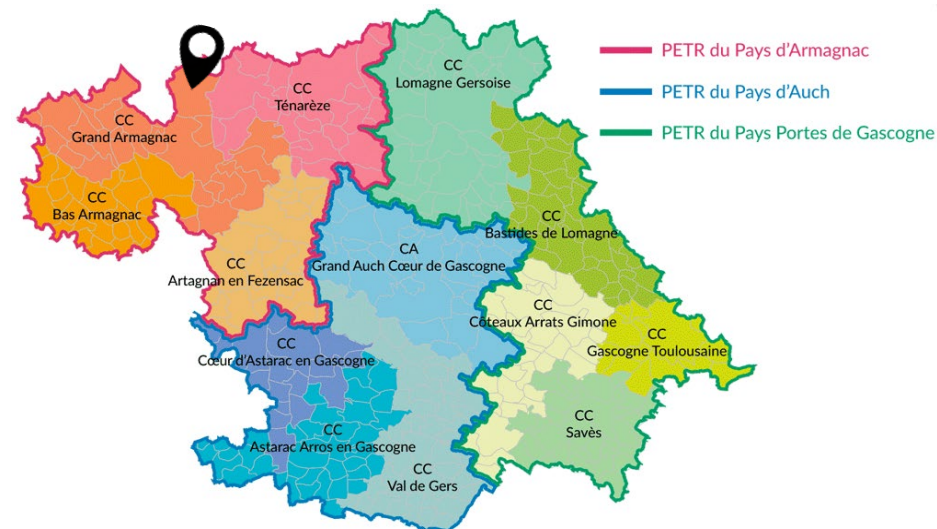 PETR du Pays d'Armagnac
PETR du Pays d'Auch
PETR du Pays Portes de Gascogne
CC
Lomagne Gersoise
CC
Ténarèze
CC
Grand Armagnac
CC
Bas Armagnac
CC
Bastides de Lomagne
CA
Grand Auch Cœur de Gascogne
CC
Artagnan en Fezensac
CC
Côteaux Arrats Gimone
CC
Gascogne Toulousaine
CC
Cœur d'Astarac en Gascogne
CC
Savès
CC
Astarac Arros en Gascogne
CC
Val de Gers